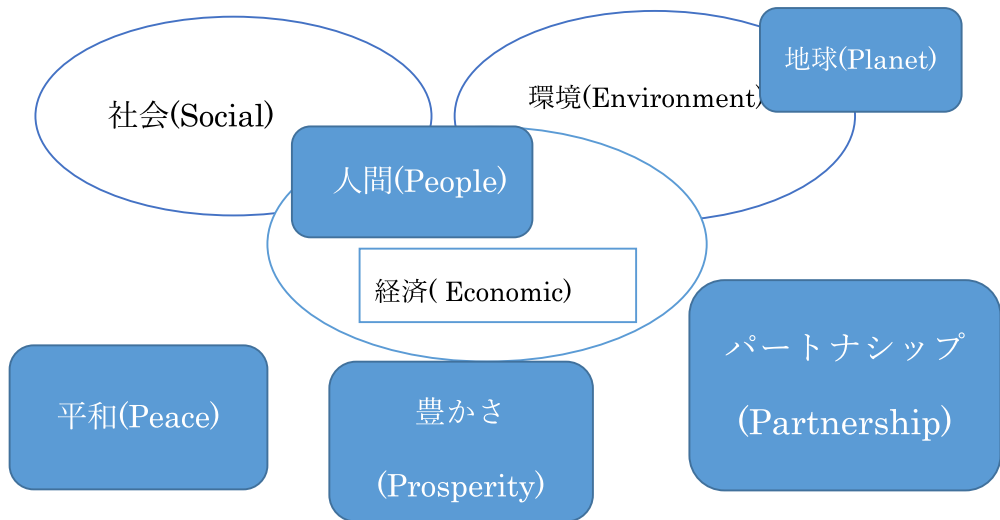 地球(Planet)
環境(Environment)
社会(Social)
人間(People)
経済( Economic)
パートナシップ
(Partnership)
平和(Peace)
豊かさ
(Prosperity)